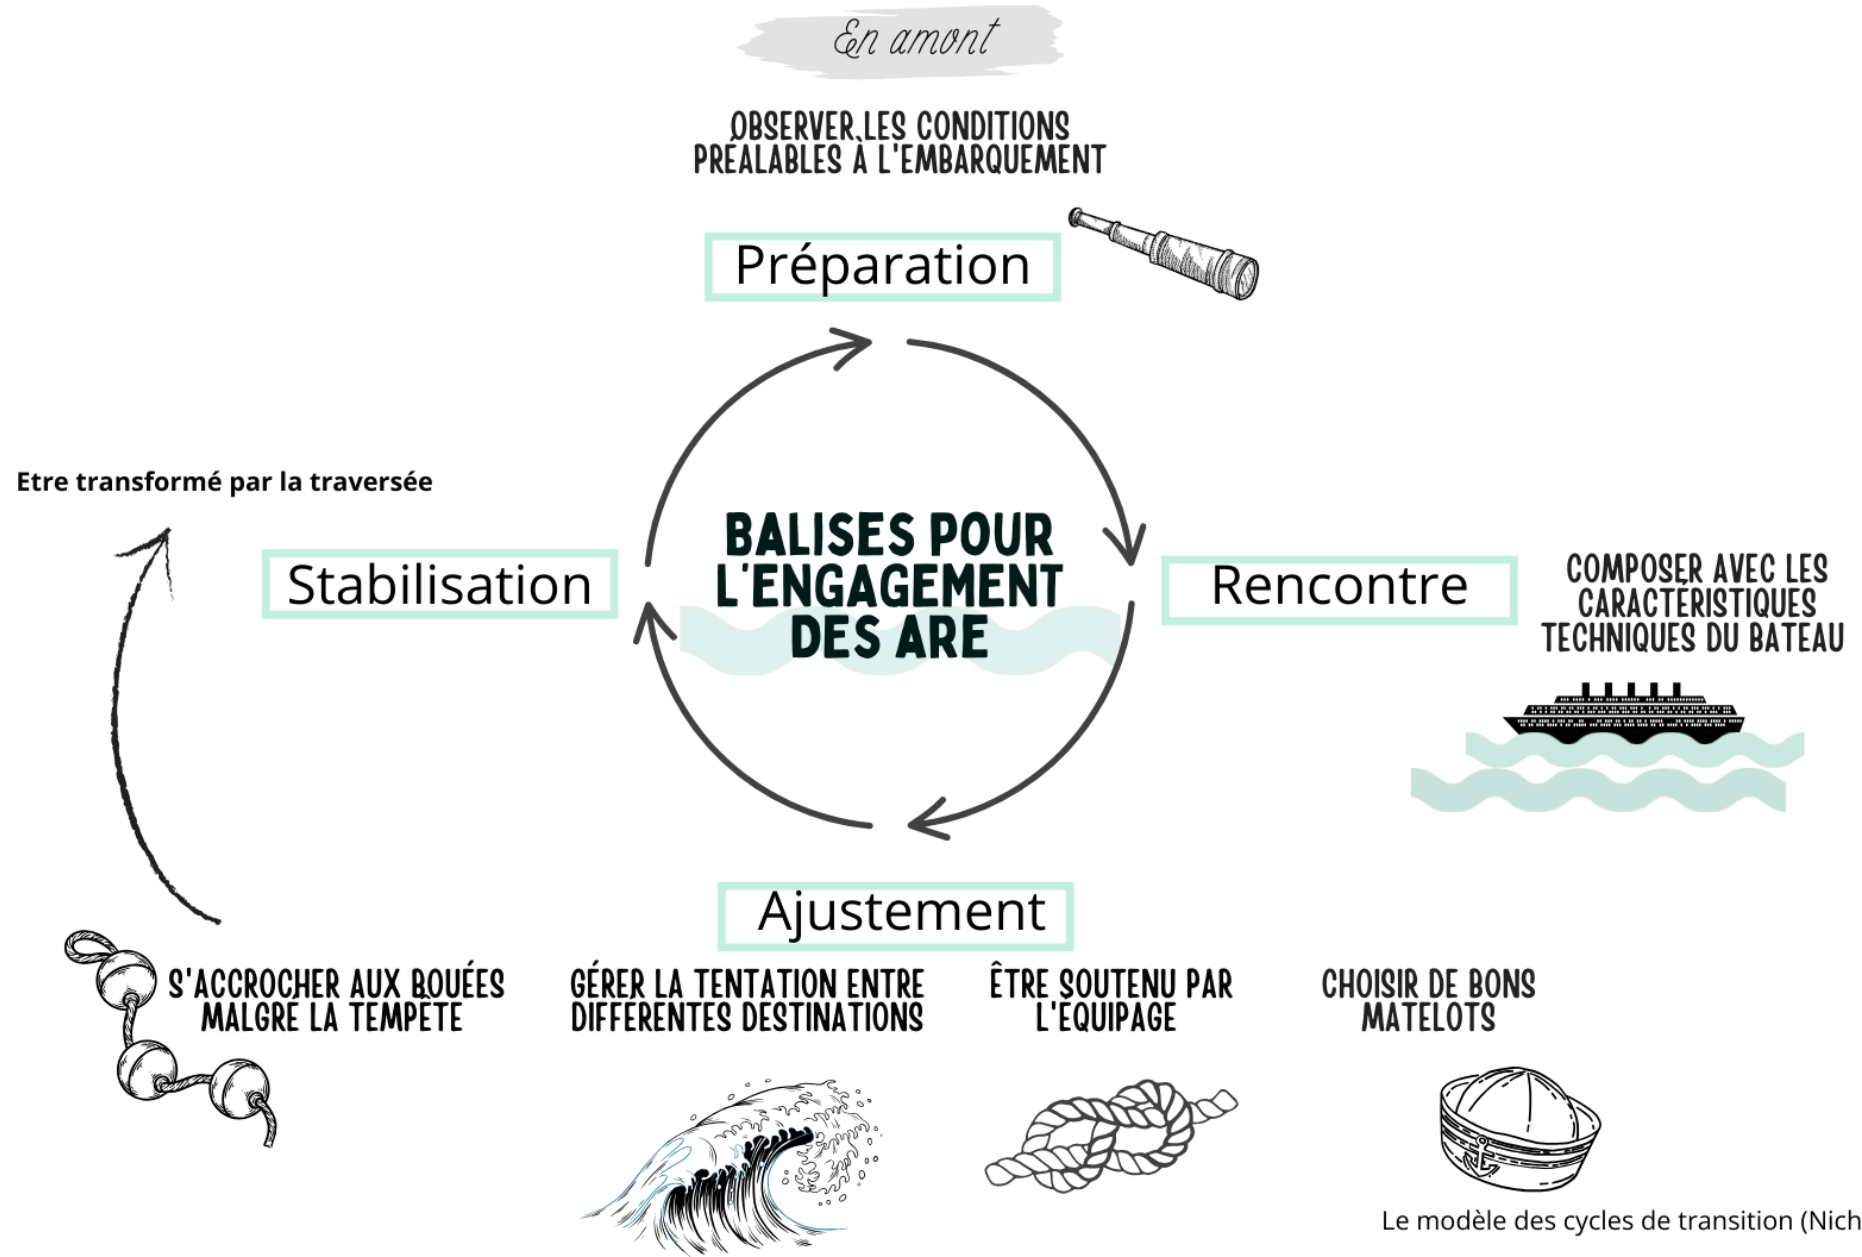 En amont
OBSERVER LES CONDITIONS
PRÉALABLES À L'EMBARQUEMENT
Préparation
Etre transformé par la traversée
BALISES POUR
L'ENGAGEMENT
DES ARE
Stabilisation
Rencontre
COMPOSER AVEC LES
CARACTÉRISTIQUES
TECHNIQUES DU BATEAU
Ajustement
S'ACCROCHER AUX BOUÉES
MALGRÉ LA TEMPÊTE
GÉRER LA TENTATION ENTRE
DIFFÉRENTES DESTINATIONS
ÊTRE SOUTENU PAR
L'ÉQUIPAGE
CHOISIR DE BONS
MATELOTS
Le modèle des cycles de transition (Nich